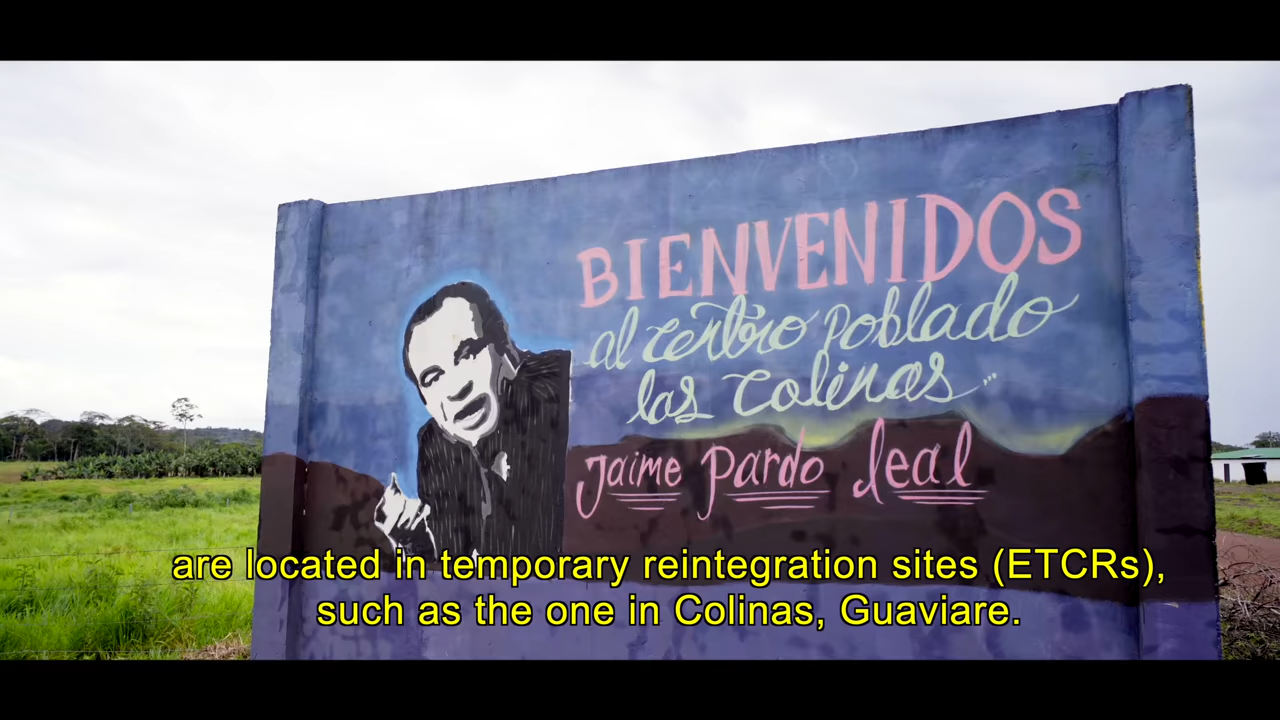 BIENVENIDOS
al centro poblado
las Colinas...
Jaime Pardo leal
are located in temporary reintegration sites (ETCRs),
such as the one in Colinas, Guaviare.